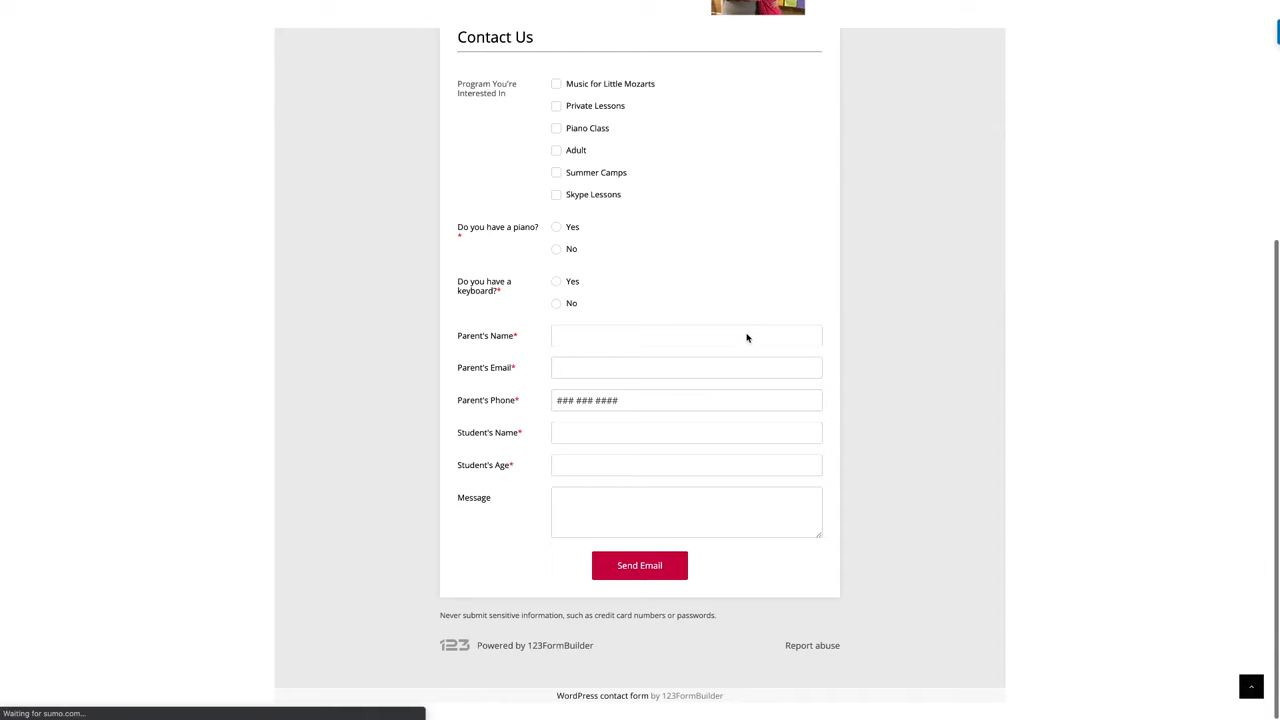 Contact Us
Program You're
Interested In
Music for Little Mozarts
Private Lessons
Piano Class
Adult
Summer Camps
Skype Lessons
Do you have a piano?
*
Yes
No
Do you have a
keyboard?*
Yes
No
Parent's Name*
Parent's Email*
Parent's Phone*
### ### ####
Student's Name*
Student's Age*
Message
Send Email
Never submit sensitive information, such as credit card numbers or passwords.
123 Powered by 123FormBuilder
Report abuse
WordPress contact form by 123FormBuilder
Waiting for sumo.com...